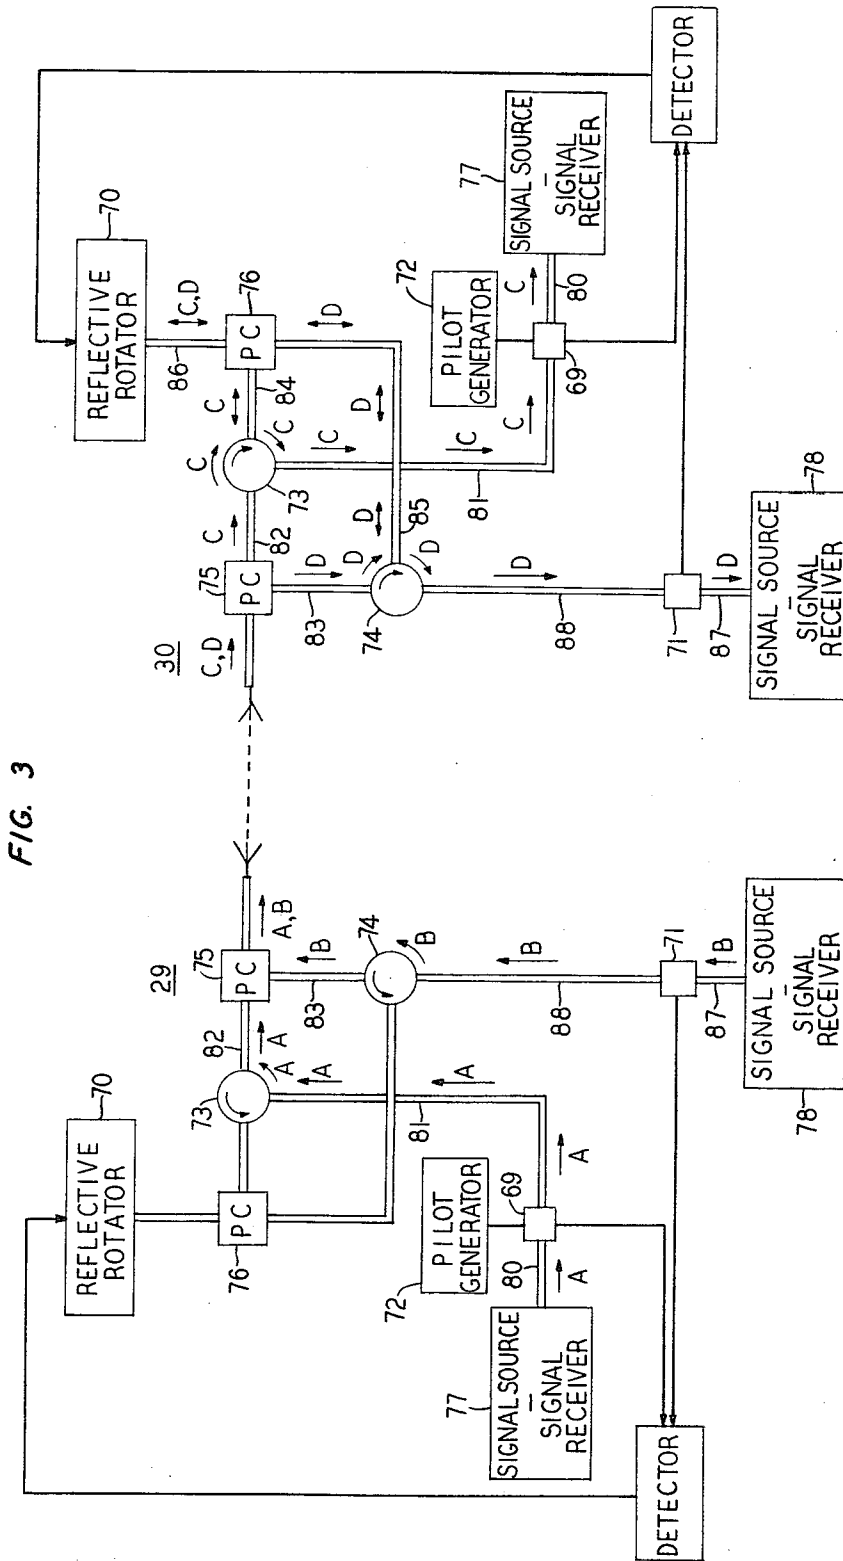 FIG. 3
29
REFLECTIVE
ROTATOR
70
PC
76
73
82
A
A
A
PC
75
A,B
83
B
74
B
A
81
88
B
PILOT
GENERATOR
72
69
80
A
A
SIGNAL SOURCE
—
SIGNAL
RECEIVER
77
71
87
B
SIGNAL SOURCE
—
SIGNAL
RECEIVER
78
DETECTOR
30
C,D
PC
75
82
C
C
C
73
C
84
PC
76
86
C,D
REFLECTIVE
ROTATOR
70
D
83
D
74
D
D
85
D
D
C
C
81
C
D
88
PILOT
GENERATOR
72
69
C
80
SIGNAL SOURCE
—
SIGNAL
RECEIVER
77
71
87
D
SIGNAL SOURCE
—
SIGNAL
RECEIVER
78
DETECTOR